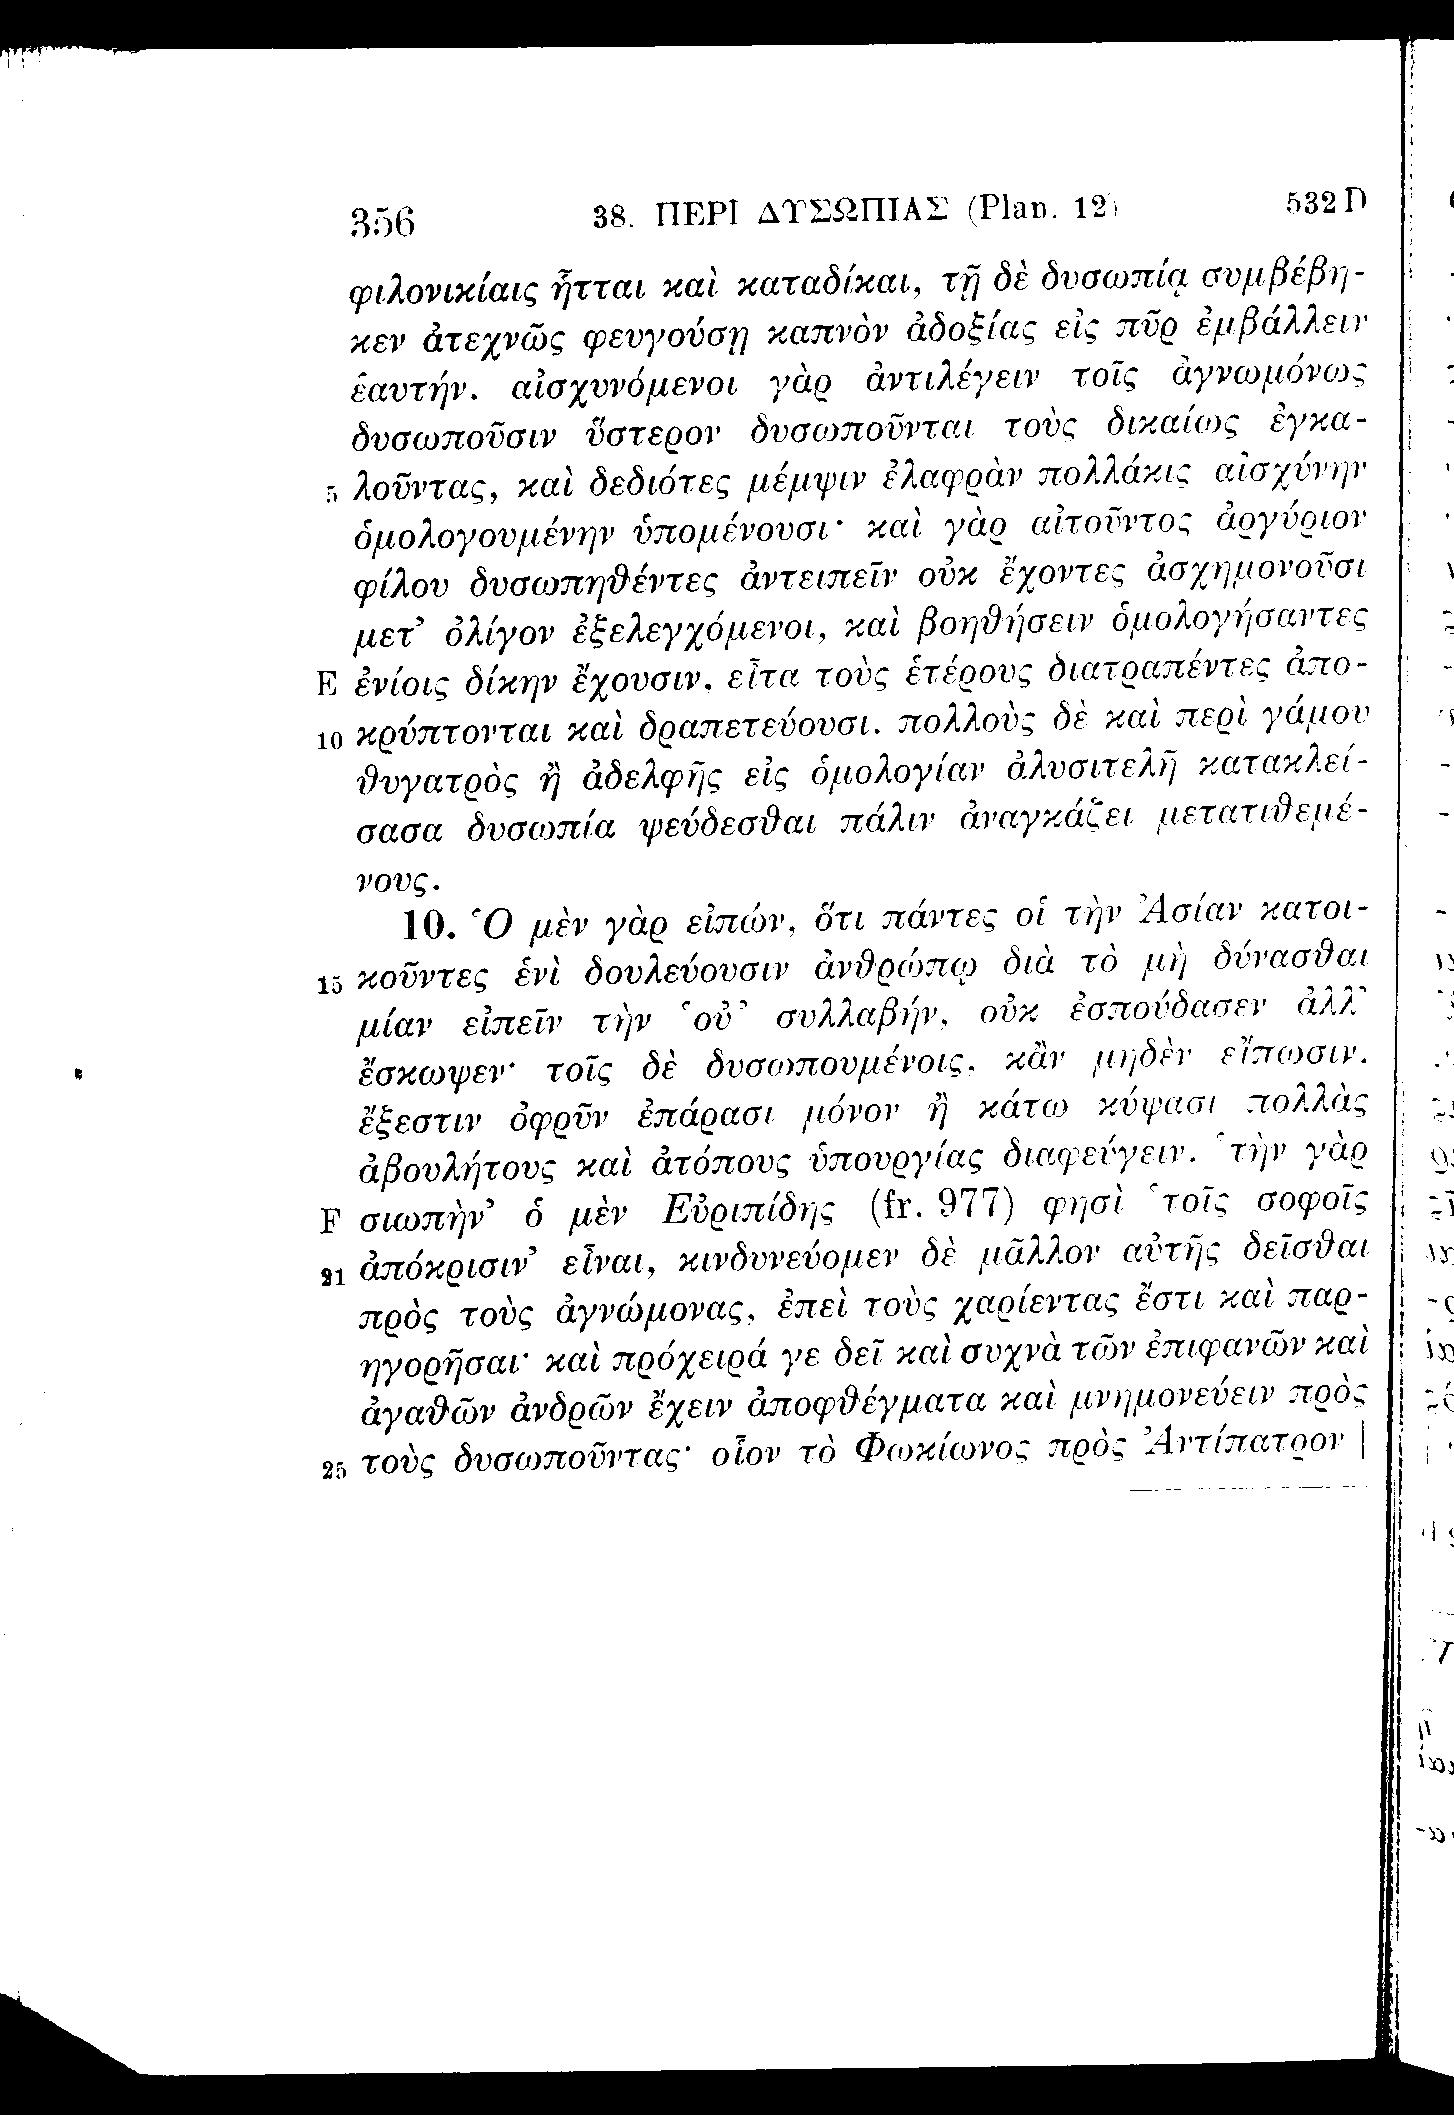 356 38. ΠΕΡΙ ΔΥΣΩΠΙΑΣ (Plan. 12) 532 D
φιλονικίαις ἧτται καὶ καταδίκαι, τῇ δὲ δυσωπίᾳ συμβέβη-
κεν ἀτεχνῶς φευγούσῃ καπνὸν ἀδοξίας εἰς πῦρ ἐμβάλλειν
ἑαυτήν. αἰσχυνόμενοι γὰρ ἀντιλέγειν τοῖς ἀγνωμόνως
δυσωποῦσιν ὕστερον δυσωποῦνται τοὺς δικαίως ἐγκα-
5 λοῦντας, καὶ δεδιότες μέμψιν ἐλαφρὰν πολλάκις αἰσχύνην
ὁμολογουμένην ὑπομένουσι· καὶ γὰρ αἰτοῦντος ἀργύριον
φίλου δυσωπηθέντες ἀντειπεῖν οὐκ ἔχοντες ἀσχημονοῦσι
μετ’ ὀλίγον ἐξελεγχόμενοι, καὶ βοηθήσειν ὁμολογήσαντες
E ἐνίοις δίκην ἔχουσιν, εἶτα τοὺς ἑτέρους διατραπέντες ἀπο-
10 κρύπτονται καὶ δραπετεύουσι. πολλοὺς δὲ καὶ περὶ γάμου
θυγατρὸς ἢ ἀδελφῆς εἰς ὁμολογίαν ἀλυσιτελῆ κατακλεί-
σασα δυσωπία ψεύδεσθαι πάλιν ἀναγκάζει μετατιθεμέ-
νους.
10. Ὁ μὲν γὰρ εἰπών, ὅτι πάντες οἱ τὴν Ἀσίαν κατοι-
15 κοῦντες ἑνὶ δουλεύουσιν ἀνθρώπῳ διὰ τὸ μὴ δύνασθαι
μίαν εἰπεῖν τὴν ‘οὐ’ συλλαβήν, οὐκ ἐσπούδασεν ἀλλ’
ἔσκωψεν· τοῖς δὲ δυσωπουμένοις, κἂν μηδὲν εἴπωσιν,
ἔξεστιν ὀφρῦν ἐπάρασι μόνον ἢ κάτω κύψασι πολλὰς
ἀβουλήτους καὶ ἀτόπους ὑπουργίας διαφεύγειν. ‘τὴν γὰρ
F σιωπὴν’ ὁ μὲν Εὐριπίδης (fr. 977) φησὶ ‘τοῖς σοφοῖς
21 ἀπόκρισιν’ εἶναι, κινδυνεύομεν δὲ μᾶλλον αὐτῆς δεῖσθαι
πρὸς τοὺς ἀγνώμονας, ἐπεὶ τοὺς χαρίεντας ἔστι καὶ παρ-
ηγορῆσαι· καὶ πρόχειρά γε δεῖ καὶ συχνὰ τῶν ἐπιφανῶν καὶ
ἀγαθῶν ἀνδρῶν ἔχειν ἀποφθέγματα καὶ μνημονεύειν πρὸς
25 τοὺς δυσωποῦντας· οἷον τὸ Φωκίωνος πρὸς Ἀντίπατρον |